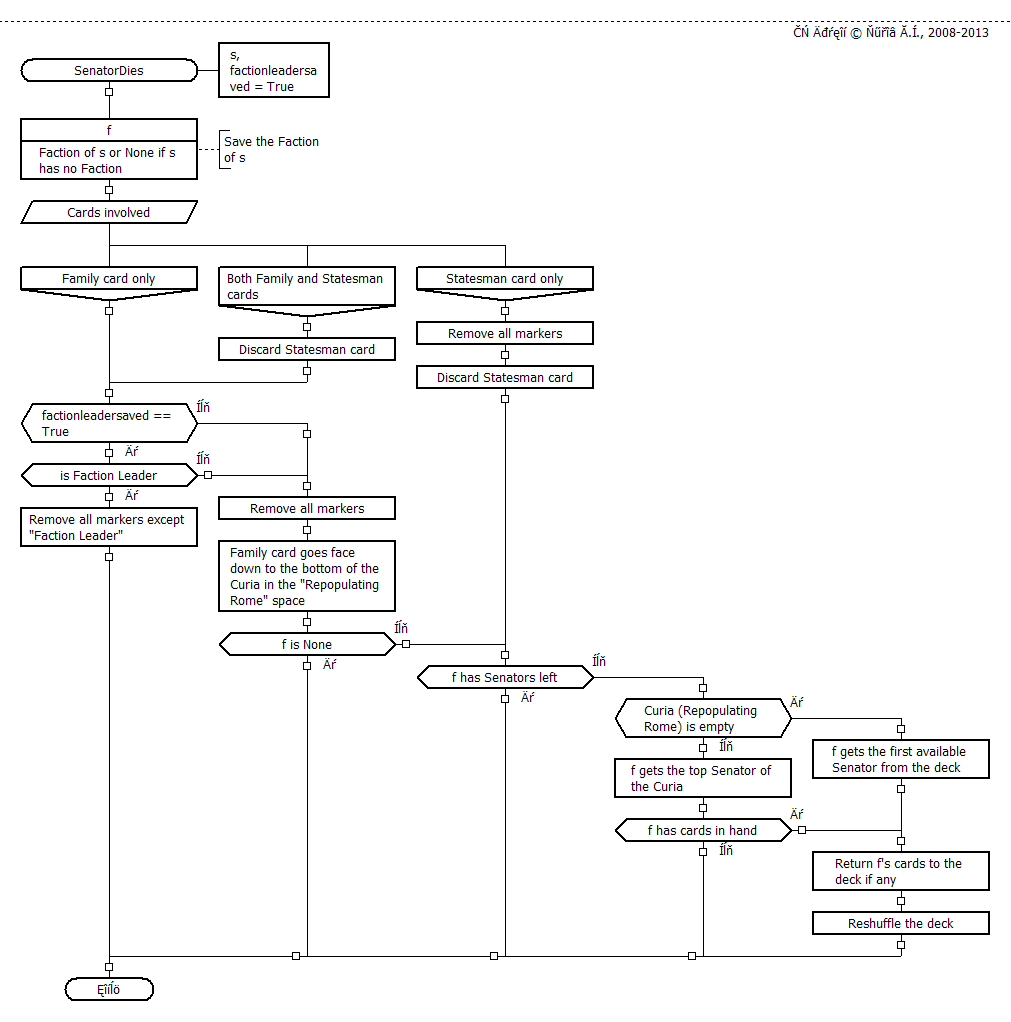 ČŃ Äđŕęîí © Ňűřîâ Ă.Í., 2008-2013
s,
factionleadersa
ved = True
SenatorDies
f
Faction of s or None if s
has no Faction
Save the Faction
of s
Cards involved
Family card only
Both Family and Statesman
cards
Statesman card only
Remove all markers
Discard Statesman card
Discard Statesman card
factionleadersaved ==
True
Íĺň
Äŕ
is Faction Leader
Íĺň
Äŕ
Remove all markers except
"Faction Leader"
Remove all markers
Family card goes face
down to the bottom of the
Curia in the "Repopulating
Rome" space
f is None
Íĺň
Äŕ
f has Senators left
Íĺň
Äŕ
Curia (Repopulating
Rome) is empty
Äŕ
Íĺň
f gets the first available
Senator from the deck
f gets the top Senator of
the Curia
f has cards in hand
Äŕ
Íĺň
Return f's cards to the
deck if any
Reshuffle the deck
Ęîíĺö